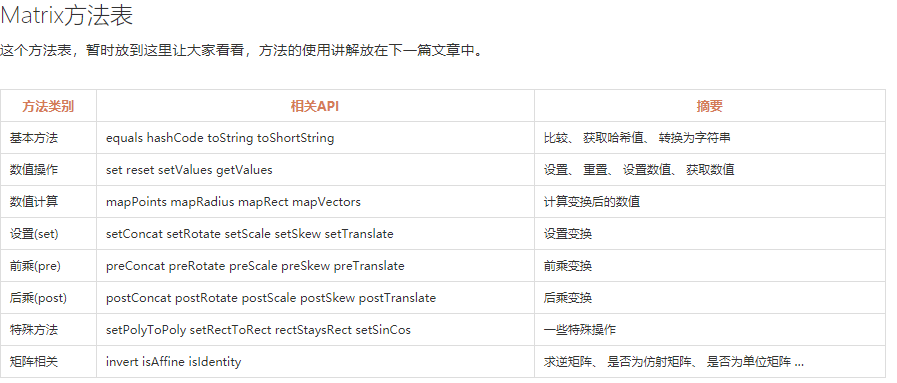 Matrix方法表
这个方法表，暂时放到这里让大家看看，方法的使用讲解放在下一篇文章中。
方法类别 相关API 摘要
基本方法 equals hashCode toString toShortString 比较、 获取哈希值、 转换为字符串
数值操作 set reset setValues getValues 设置、 重置、 设置数值、 获取数值
数值计算 mapPoints mapRadius mapRect mapVectors 计算变换后的数值
设置(set) setConcat setRotate setScale setSkew setTranslate 设置变换
前乘(pre) preConcat preRotate preScale preSkew preTranslate 前乘变换
后乘(post) postConcat postRotate postScale postSkew postTranslate 后乘变换
特殊方法 setPolyToPoly setRectToRect rectStaysRect setSinCos 一些特殊操作
矩阵相关 invert isAffine isIdentity 求逆矩阵、 是否为仿射矩阵、 是否为单位矩阵 ...